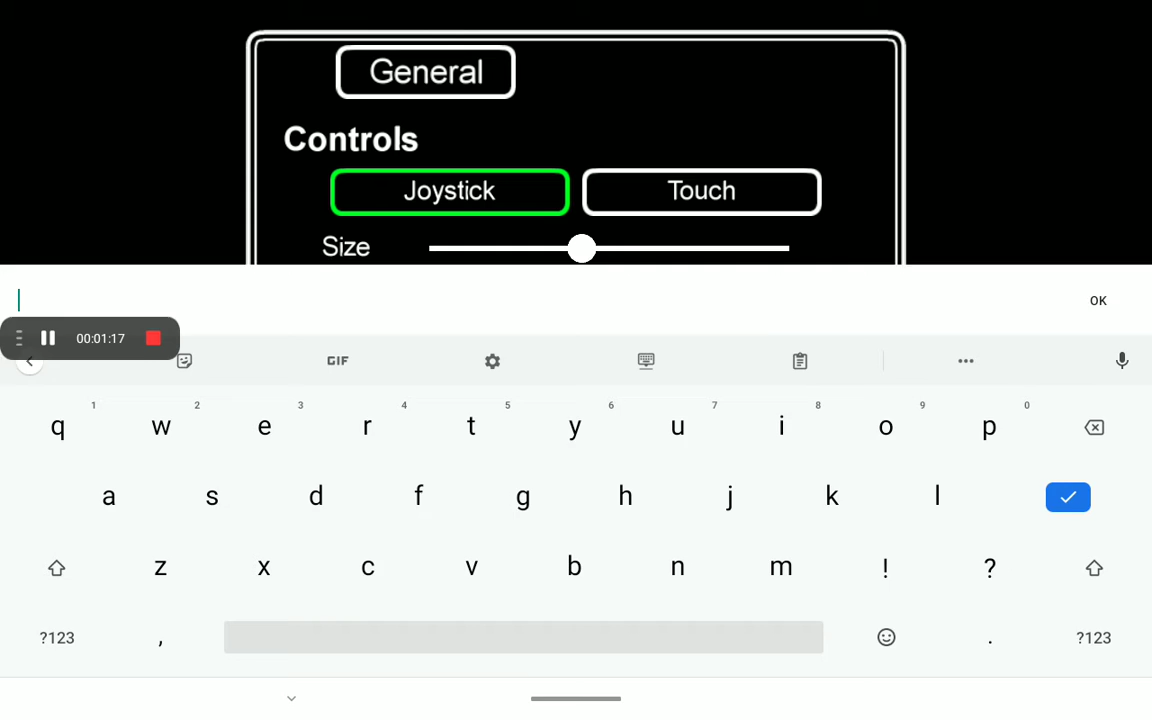 General
Controls
Joystick Touch
Size
OK
00:01:17
GIF
1 2 3 4 5 6 7 8 9 0
q w e r t y u i o p
a s d f g h j k l
z x c v b n m ! ?
?123 , . ?123